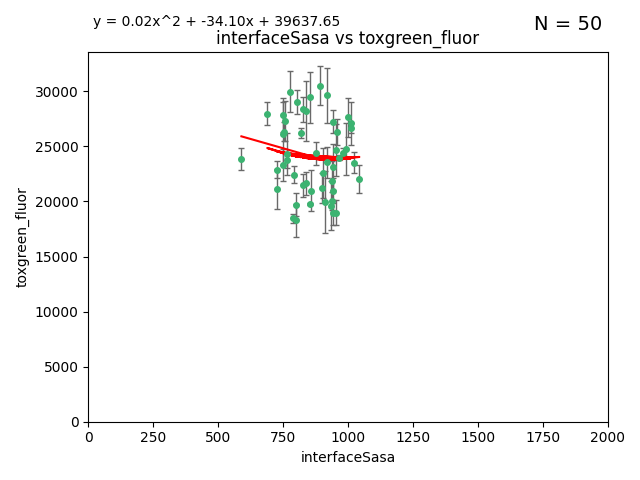 y = 0.02x^2 + -34.10x + 39637.65
N = 50
interfaceSasa vs toxgreen_fluor
30000
25000
20000
15000
10000
5000
0
toxgreen_fluor
0 250 500 750 1000 1250 1500 1750 2000
interfaceSasa